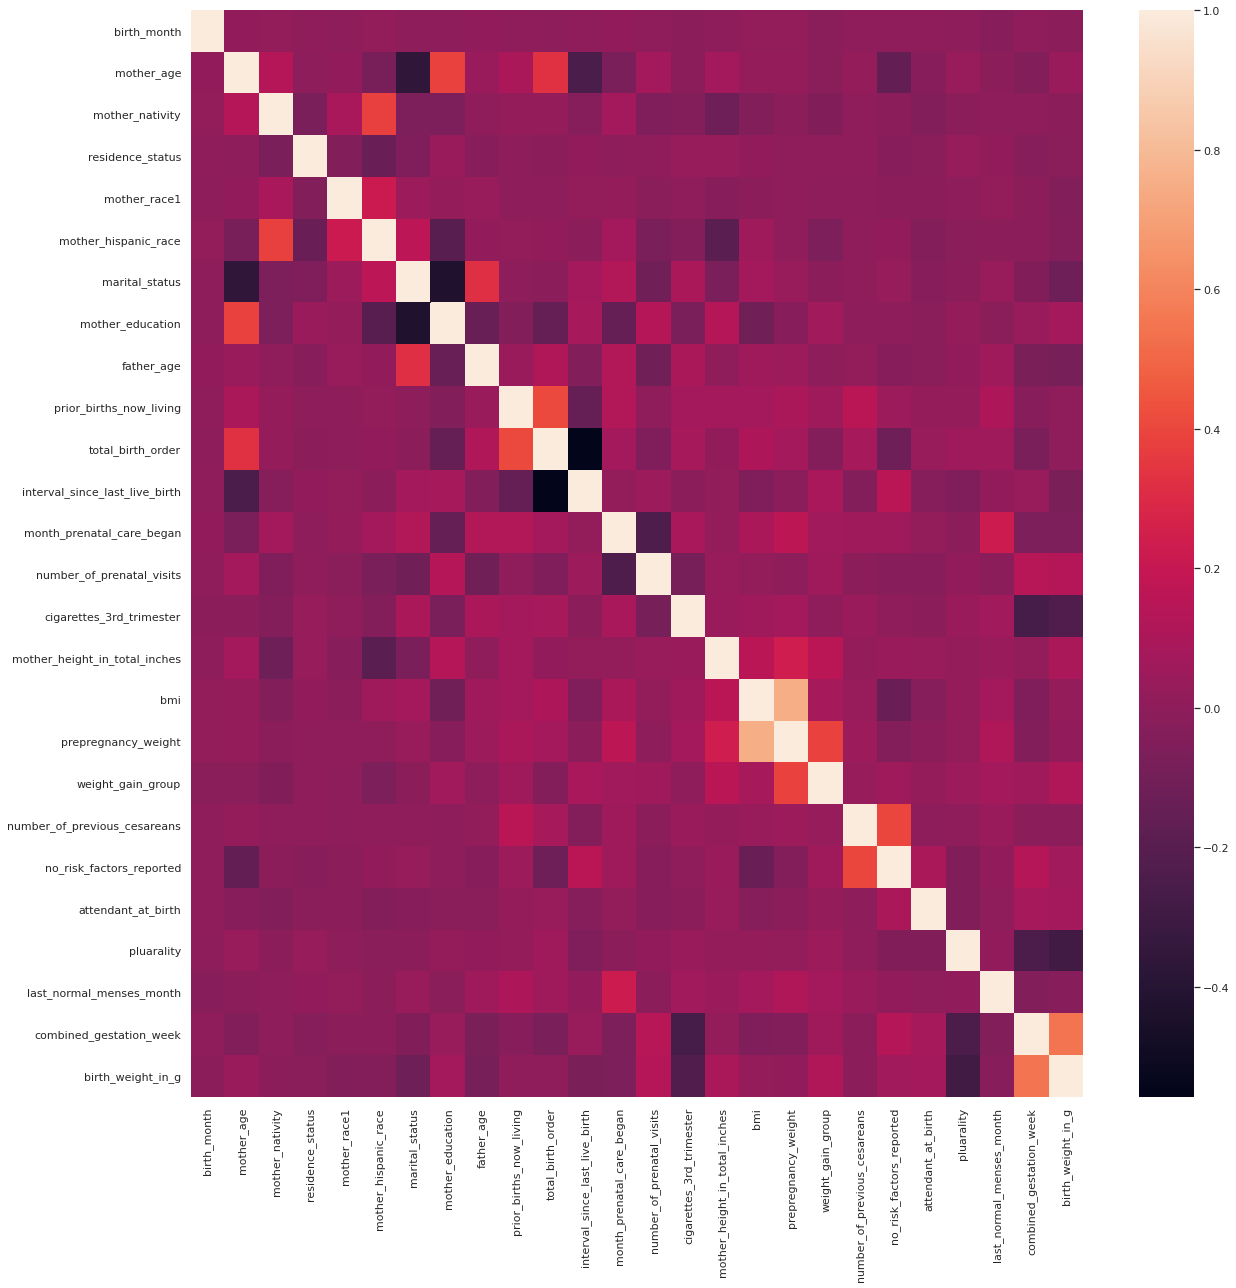 birth_month
mother_age
mother_nativity
residence_status
mother_race1
mother_hispanic_race
marital_status
mother_education
father_age
prior_births_now_living
total_birth_order
interval_since_last_live_birth
month_prenatal_care_began
number_of_prenatal_visits
cigarettes_3rd_trimester
mother_height_in_total_inches
bmi
prepregnancy_weight
weight_gain_group
number_of_previous_cesareans
no_risk_factors_reported
attendant_at_birth
pluarality
last_normal_menses_month
combined_gestation_week
birth_weight_in_g
birth_month
mother_age
mother_nativity
residence_status
mother_race1
mother_hispanic_race
marital_status
mother_education
father_age
prior_births_now_living
total_birth_order
interval_since_last_live_birth
month_prenatal_care_began
number_of_prenatal_visits
cigarettes_3rd_trimester
mother_height_in_total_inches
bmi
prepregnancy_weight
weight_gain_group
number_of_previous_cesareans
no_risk_factors_reported
attendant_at_birth
pluarality
last_normal_menses_month
combined_gestation_week
birth_weight_in_g
1.0
0.8
0.6
0.4
0.2
0.0
−0.2
−0.4